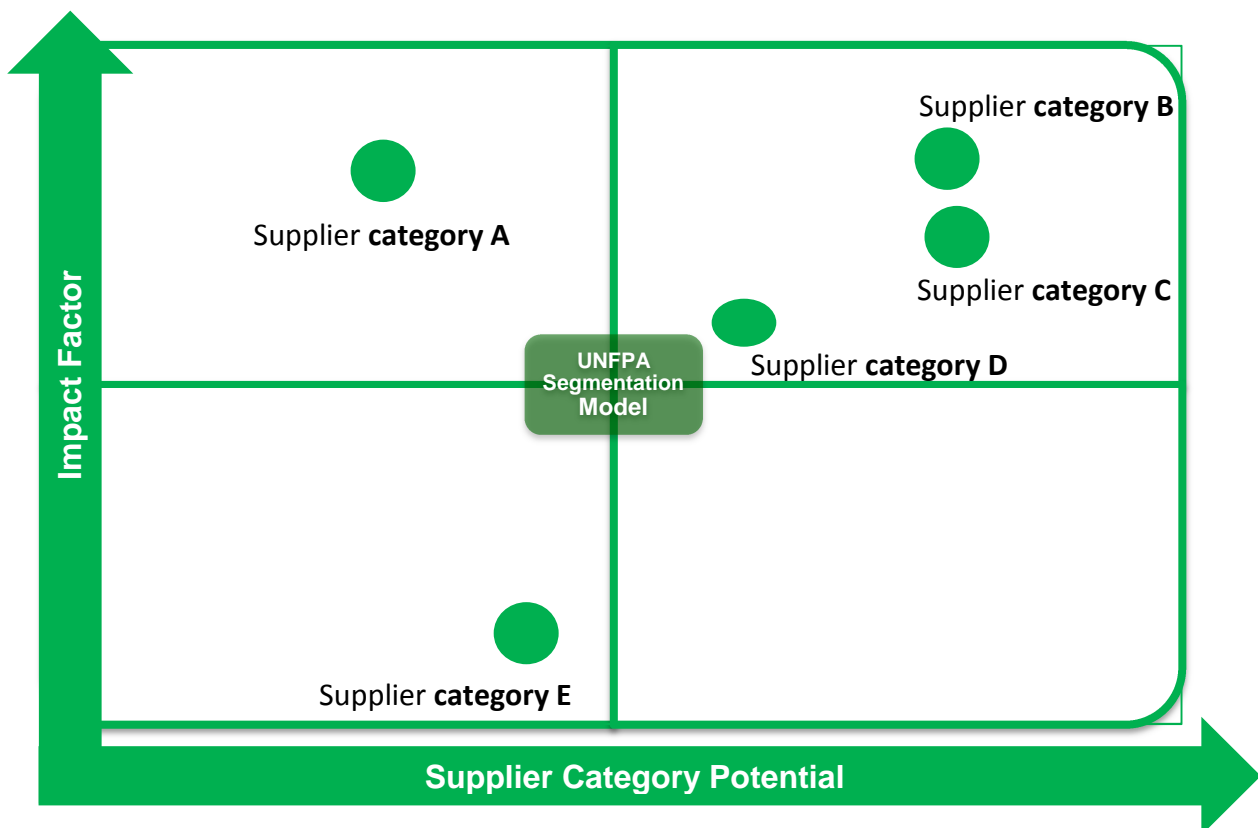 Supplier category B
Supplier category A
Supplier category C
Supplier category D
UNFPA
Segmentation
Model
Impact Factor
Supplier category E
Supplier Category Potential